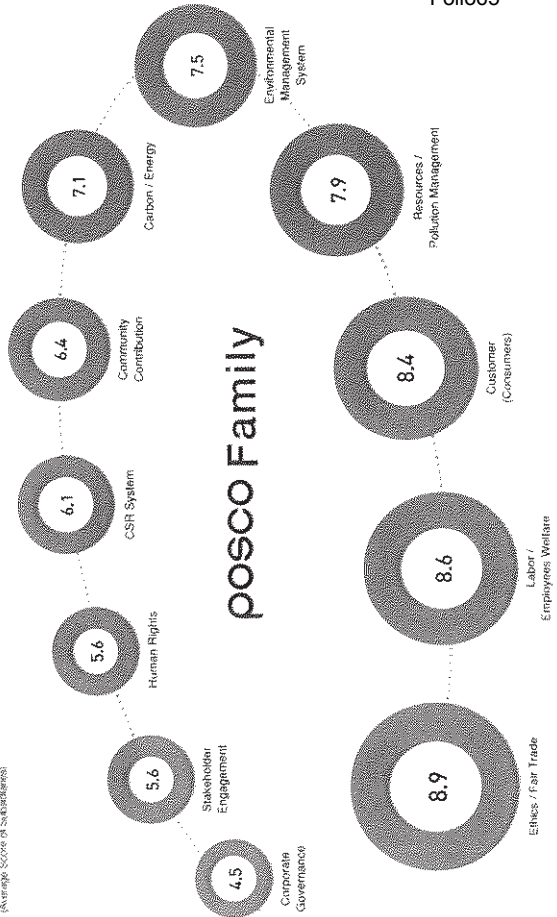 (Average Score of Subsidiaries)
4.5
Corporate
Governance
5.6
Stakeholder
Engagement
5.6
Human Rights
6.1
CSR System
6.4
Community
Contribution
7.1
Carbon / Energy
7.5
Environmental
Management
System
posco Family
8.9
Ethics / Fair Trade
8.6
Labor /
Employees Welfare
8.4
Customer
(Consumers)
7.9
Resources /
Pollution Management